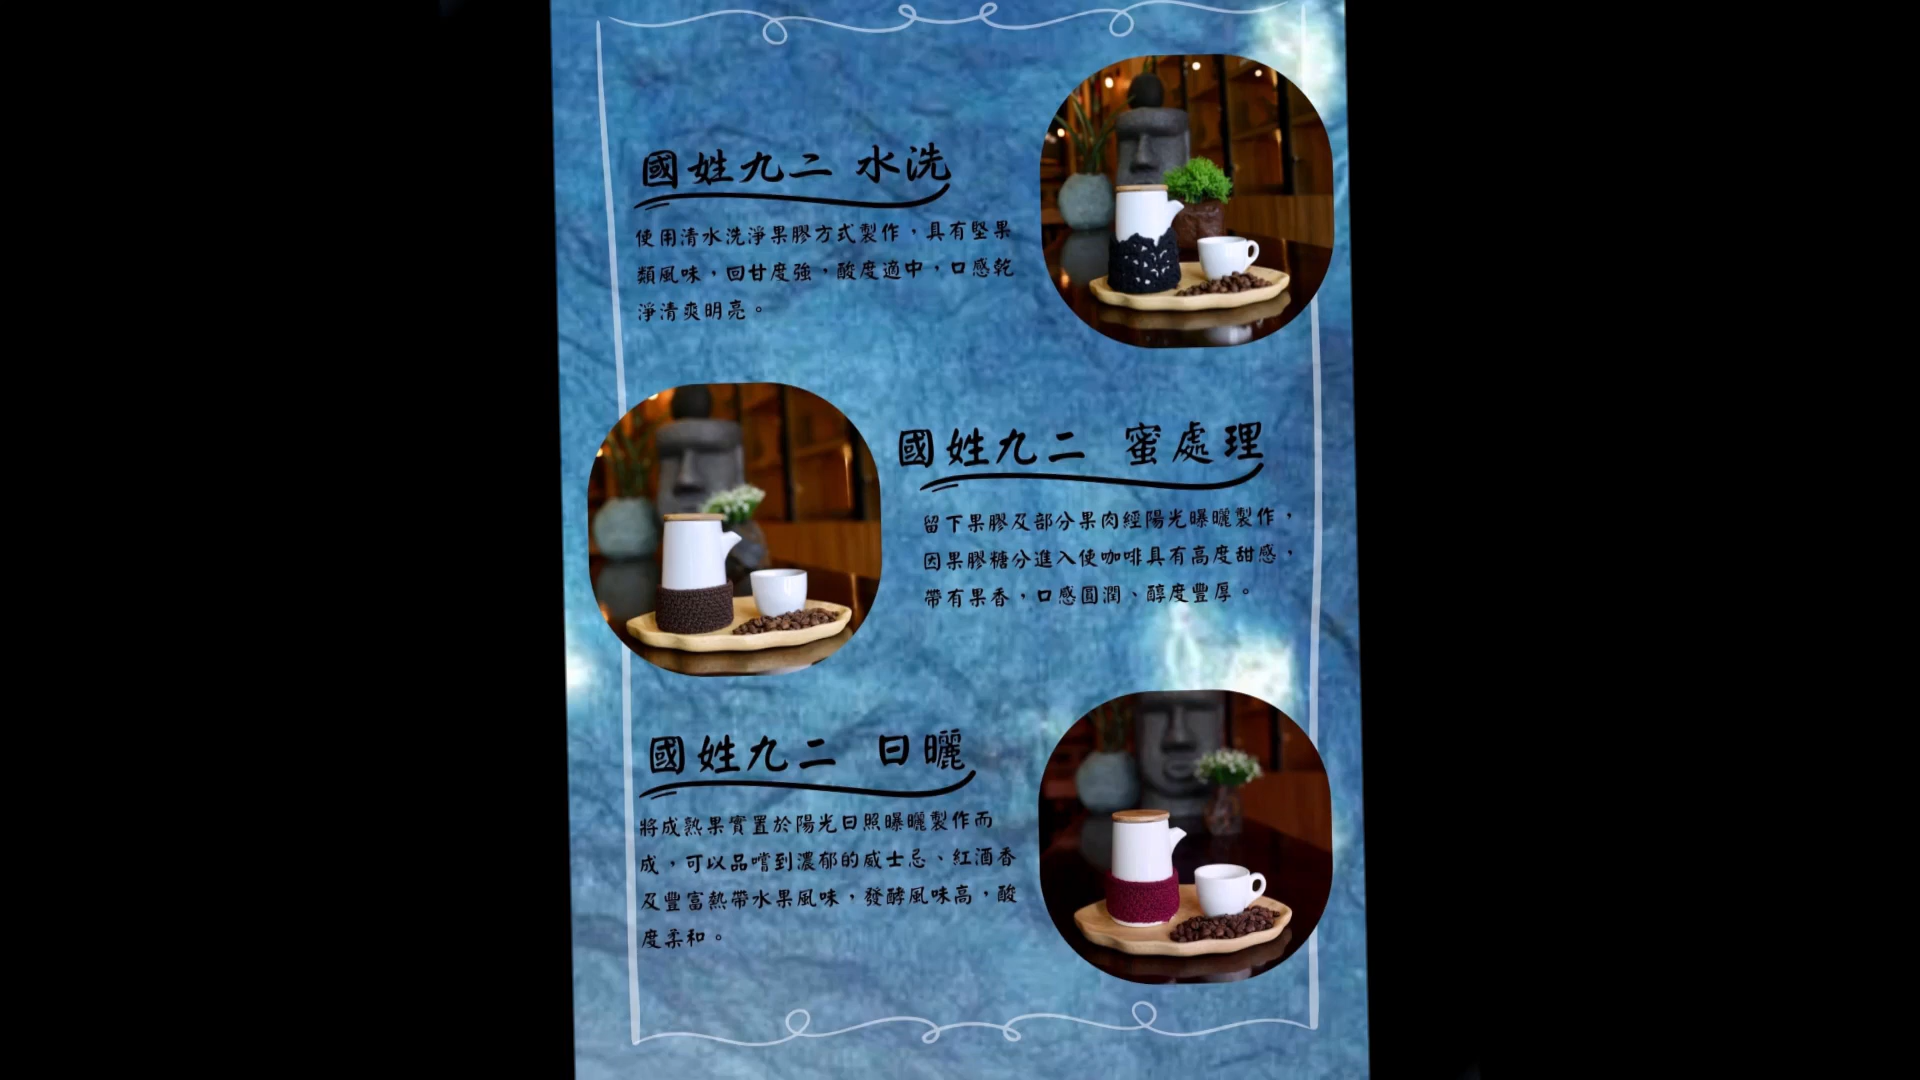 國姓九二 水洗
使用清水洗淨果膠方式製作，具有堅果
類風味，回甘度強，酸度適中，口感乾
淨清爽明亮。
國姓九二 蜜處理
留下果膠及部分果肉經陽光曝曬製作，
因果膠糖分進入使咖啡具有高度甜感，
帶有果香，口感圓潤、醇度豐厚。
國姓九二 日曬
將成熟果實置於陽光日照曝曬製作而
成，可以品嚐到濃郁的威士忌、紅酒香
及豐富熱帶水果風味，發酵風味高，酸
度柔和。